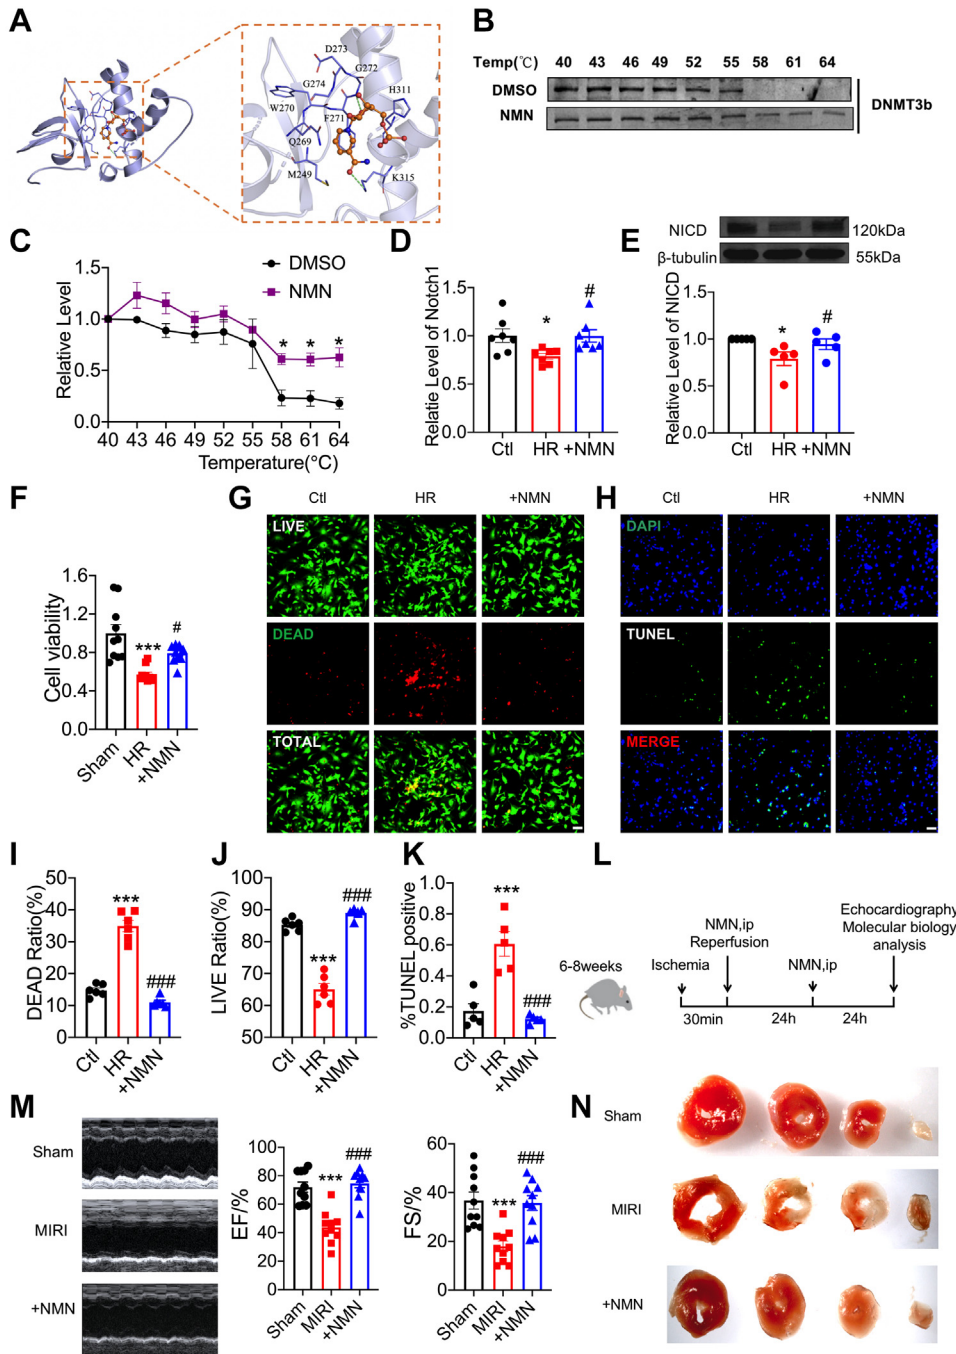 A
D273
G272
G274
H311
W270
F271
Q269
M249
K315
B
Temp(℃) 40 43 46 49 52 55 58 61 64
DMSO
NMN
DNMT3b
C
DMSO
NMN
Relative Level
1.5
1.0
0.5
0.0
* * *
40 43 46 49 52 55 58 61 64
Temperature(°C)
D
Relatie Level of Notch1
1.5
1.0
0.5
0.0
* #
Ctl HR +NMN
E
NICD 120kDa
β-tubulin 55kDa
Relative Level of NICD
1.5
1.0
0.5
0.0
* #
Ctl HR +NMN
F
Cell viability
1.6
1.2
0.8
0.4
0.0
*** #
Sham HR +NMN
G
Ctl HR +NMN
LIVE
DEAD
TOTAL
H
Ctl HR +NMN
DAPI
TUNEL
MERGE
I
DEAD Ratio(%)
50
40
30
20
10
0
*** ###
Ctl HR +NMN
J
LIVE Ratio(%)
100
90
80
70
60
50
*** ###
Ctl HR +NMN
K
%TUNEL positive
1.0
0.8
0.6
0.4
0.2
0.0
*** ###
Ctl HR +NMN
L
6-8weeks
Ischemia
NMN,ip
Reperfusion
NMN,ip
Echocardiography
Molecular biology
analysis
30min 24h 24h
M
Sham
MIRI
+NMN
EF/%
100
80
60
40
20
0
*** ###
Sham MIRI +NMN
FS/%
60
40
20
0
*** ###
Sham MIRI +NMN
N
Sham
MIRI
+NMN